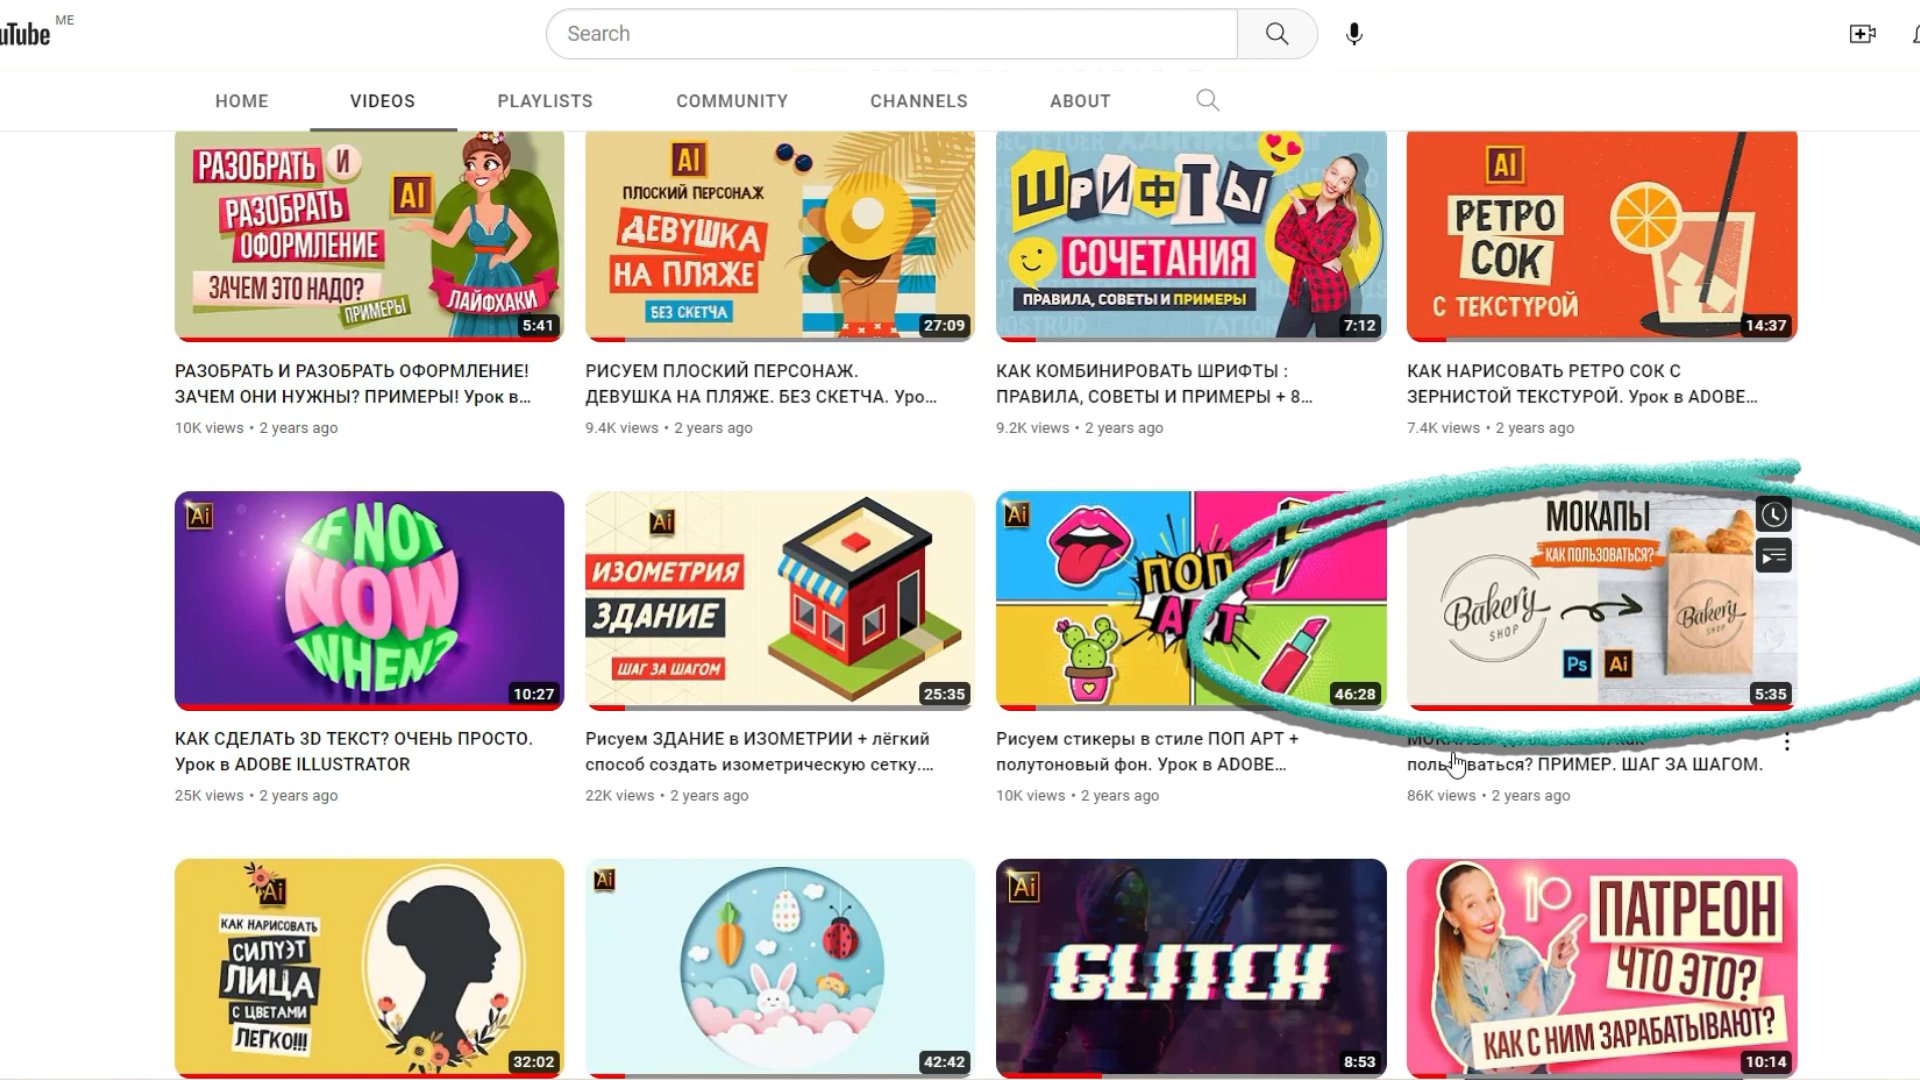 uTube ME
Search
HOME VIDEOS PLAYLISTS COMMUNITY CHANNELS ABOUT
РАЗОБРАТЬ И
РАЗОБРАТЬ
ОФОРМЛЕНИЕ
ЗАЧЕМ ЭТО НАДО?
ПРИМЕРЫ
AI
ЛАЙФХАКИ
5:41
AI
ПЛОСКИЙ ПЕРСОНАЖ
ДЕВУШКА
НА ПЛЯЖЕ
БЕЗ СКЕТЧА
27:09
ШРИФТЫ
СОЧЕТАНИЯ
ПРАВИЛА, СОВЕТЫ И ПРИМЕРЫ
7:12
AI
РЕТРО
СОК
С ТЕКСТУРОЙ
14:37
РАЗОБРАТЬ И РАЗОБРАТЬ ОФОРМЛЕНИЕ!
ЗАЧЕМ ОНИ НУЖНЫ? ПРИМЕРЫ! Урок в...
10K views • 2 years ago
РИСУЕМ ПЛОСКИЙ ПЕРСОНАЖ.
ДЕВУШКА НА ПЛЯЖЕ. БЕЗ СКЕТЧА. Уро...
9.4K views • 2 years ago
КАК КОМБИНИРОВАТЬ ШРИФТЫ :
ПРАВИЛА, СОВЕТЫ И ПРИМЕРЫ + 8...
9.2K views • 2 years ago
КАК НАРИСОВАТЬ РЕТРО СОК С
ЗЕРНИСТОЙ ТЕКСТУРОЙ. Урок в ADOBE...
7.4K views • 2 years ago
Ai
IF NOT
NOW
WHEN?
10:27
Ai
ИЗОМЕТРИЯ
ЗДАНИЕ
ШАГ ЗА ШАГОМ
25:35
Ai
ПОП
АРТ
46:28
МОКАПЫ
КАК ПОЛЬЗОВАТЬСЯ?
Bakery
SHOP
Bakery
SHOP
Ps Ai
5:35
КАК СДЕЛАТЬ 3D ТЕКСТ? ОЧЕНЬ ПРОСТО.
Урок в ADOBE ILLUSTRATOR
25K views • 2 years ago
Рисуем ЗДАНИЕ в ИЗОМЕТРИИ + лёгкий
способ создать изометрическую сетку....
22K views • 2 years ago
Рисуем стикеры в стиле ПОП АРТ +
полутоновый фон. Урок в ADOBE...
10K views • 2 years ago
ПРИМЕР. ШАГ ЗА ШАГОМ.
86K views • 2 years ago
Ai
КАК НАРИСОВАТЬ
СИЛУЭТ
ЛИЦА
С ЦВЕТАМИ
ЛЕГКО!!!
32:02
Ai
42:42
Ai
GLITCH
8:53
ПАТРЕОН
ЧТО ЭТО?
КАК С НИМ ЗАРАБАТЫВАЮТ?
10:14